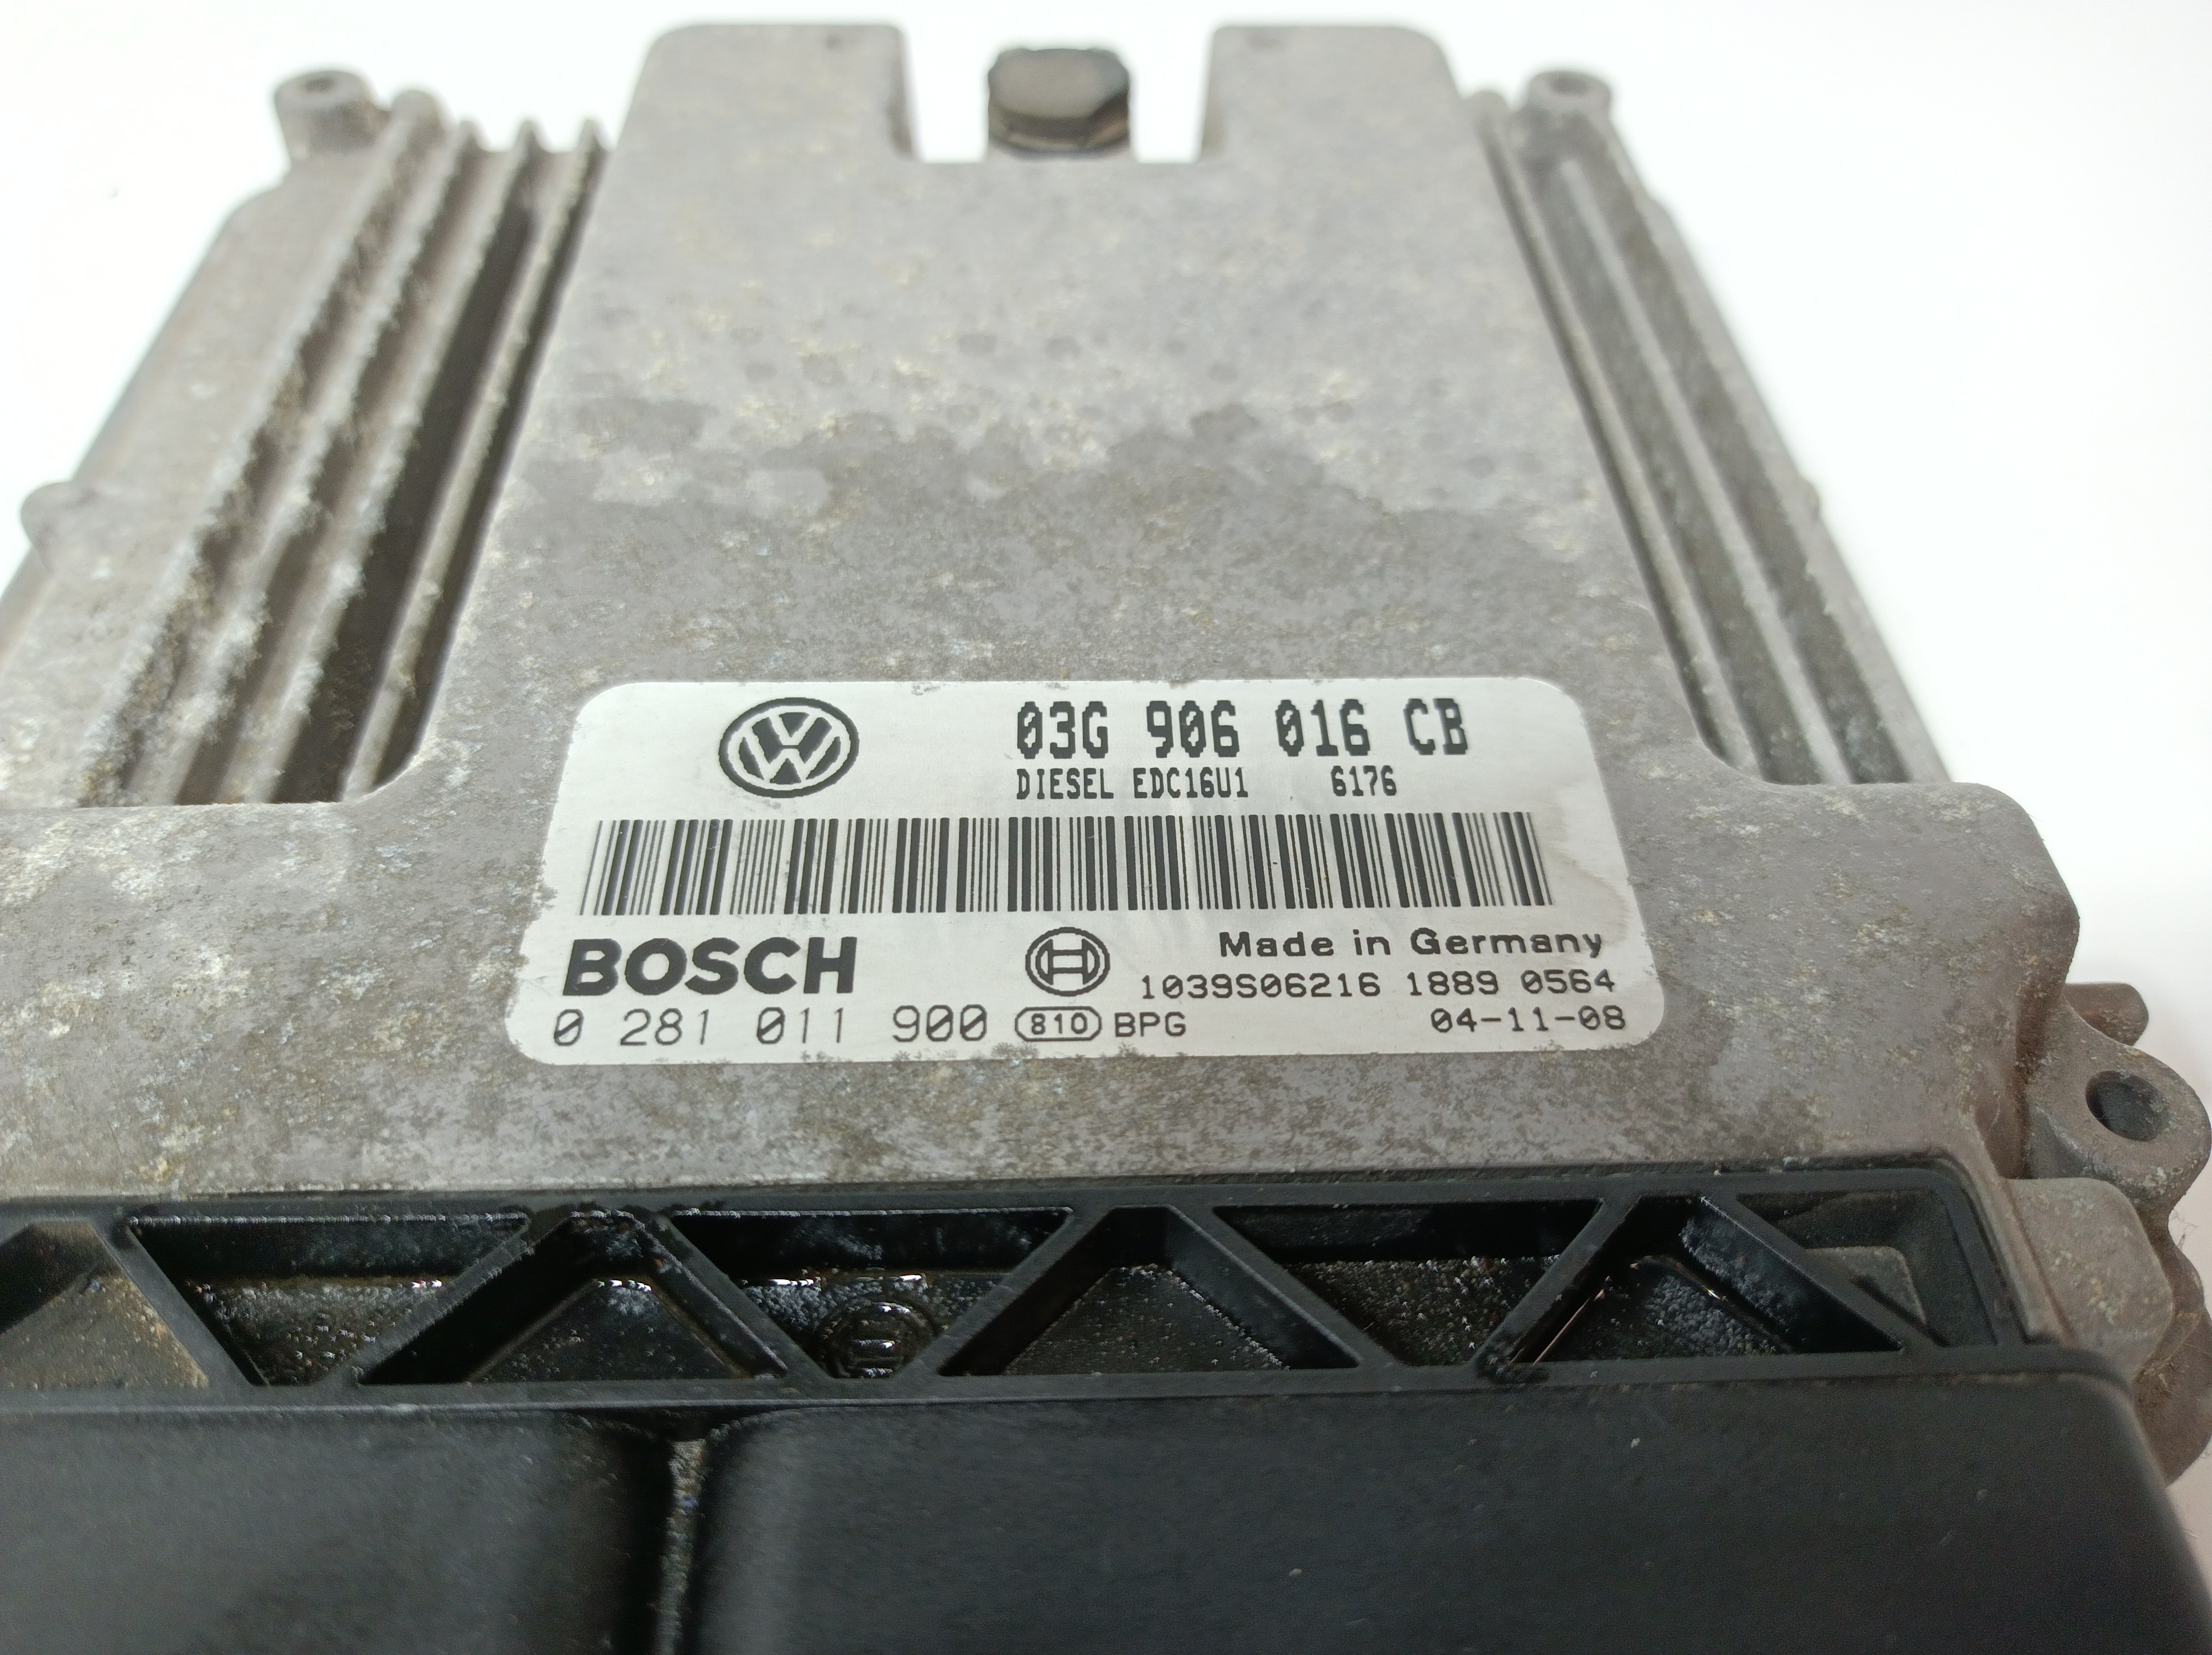 03G 906 016 CB
DIESEL EDC16U1 6176
BOSCH
Made in Germany
1039S06216 1889 0564
0 281 011 900 810 BPG 04-11-08